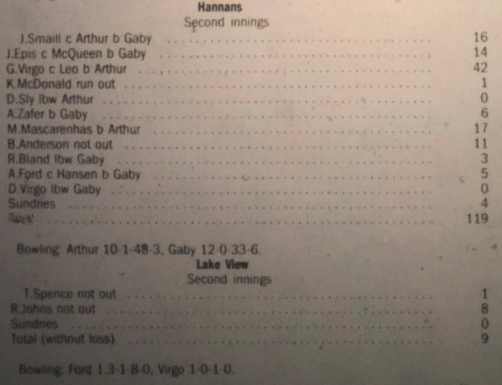 Hannans
Second innings
J.Smaill c Arthur b Gaby 16
J.Epis c McQueen b Gaby 14
G.Virgo c Leo b Arthur 42
K.McDonald run out 1
D.Sly lbw Arthur 0
A.Zafer b Gaby 6
M.Mascarenhas b Arthur 17
B.Anderson not out 11
R.Bland lbw Gaby 3
A.Ford c Hansen b Gaby 5
D.Virgo lbw Gaby 0
Sundries 4
119
Bowling: Arthur 10-1-48-3, Gaby 12-0-33-6.
Lake View
Second innings
T.Spence not out 1
R.Johns not out 8
Sundries 0
Total (without loss) 9
Bowling: Ford 1.3-1-8-0, Virgo 1-0-1-0.